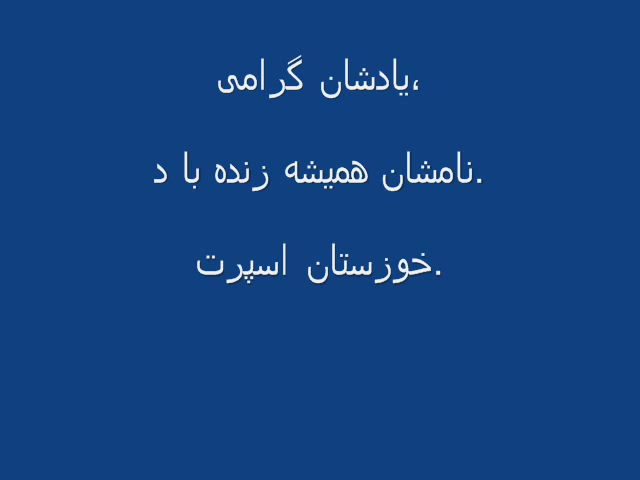 یادشان گرامی،
نامشان همیشه زنده با د.
خوزستان اسپرت.